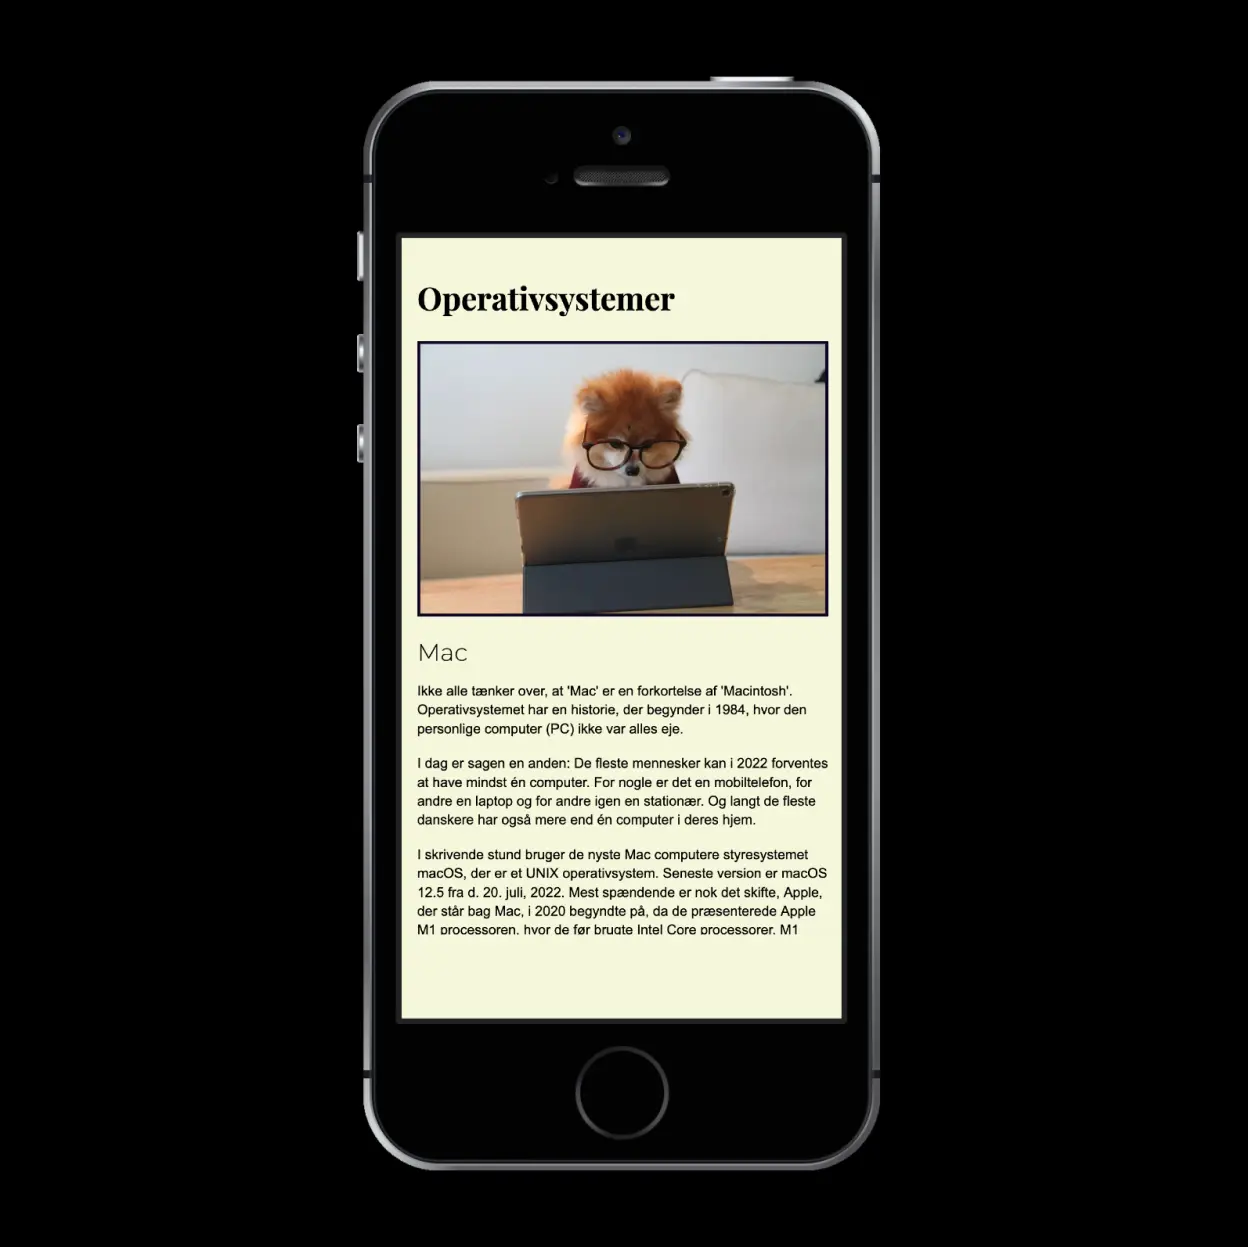 Operativsystemer
Mac
Ikke alle tænker over, at 'Mac' er en forkortelse af 'Macintosh'.
Operativsystemet har en historie, der begynder i 1984, hvor den
personlige computer (PC) ikke var alles eje.
I dag er sagen en anden: De fleste mennesker kan i 2022 forventes
at have mindst én computer. For nogle er det en mobiltelefon, for
andre en laptop og for andre igen en stationær. Og langt de fleste
danskere har også mere end én computer i deres hjem.
I skrivende stund bruger de nyste Mac computere styresystemet
macOS, der er et UNIX operativsystem. Seneste version er macOS
12.5 fra d. 20. juli, 2022. Mest spændende er nok det skifte, Apple,
der står bag Mac, i 2020 begyndte på, da de præsenterede Apple
M1 processoren, hvor de før brugte Intel Core processorer. M1